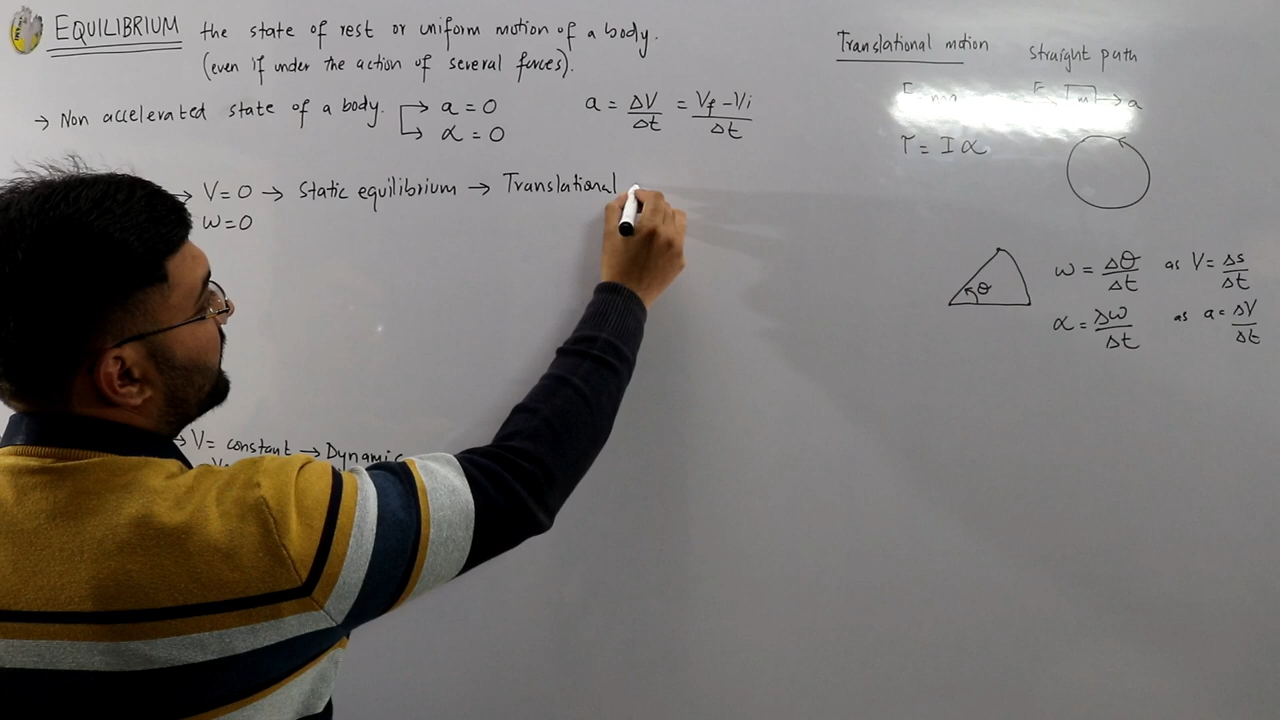 EQUILIBRIUM the state of rest or uniform motion of a body.
(even if under the action of several forces).
→ Non accelerated state of a body. → a = 0
→ α = 0
a = ΔV/Δt = Vf - Vi/Δt
→ V=0 → Static equilibrium → Translational
ω=0
→ V= constant → Dynamic
Translational motion straight path
m → a
τ = I α
θ
ω = Δθ/Δt as V = Δs/Δt
α = Δω/Δt as a = ΔV/Δt